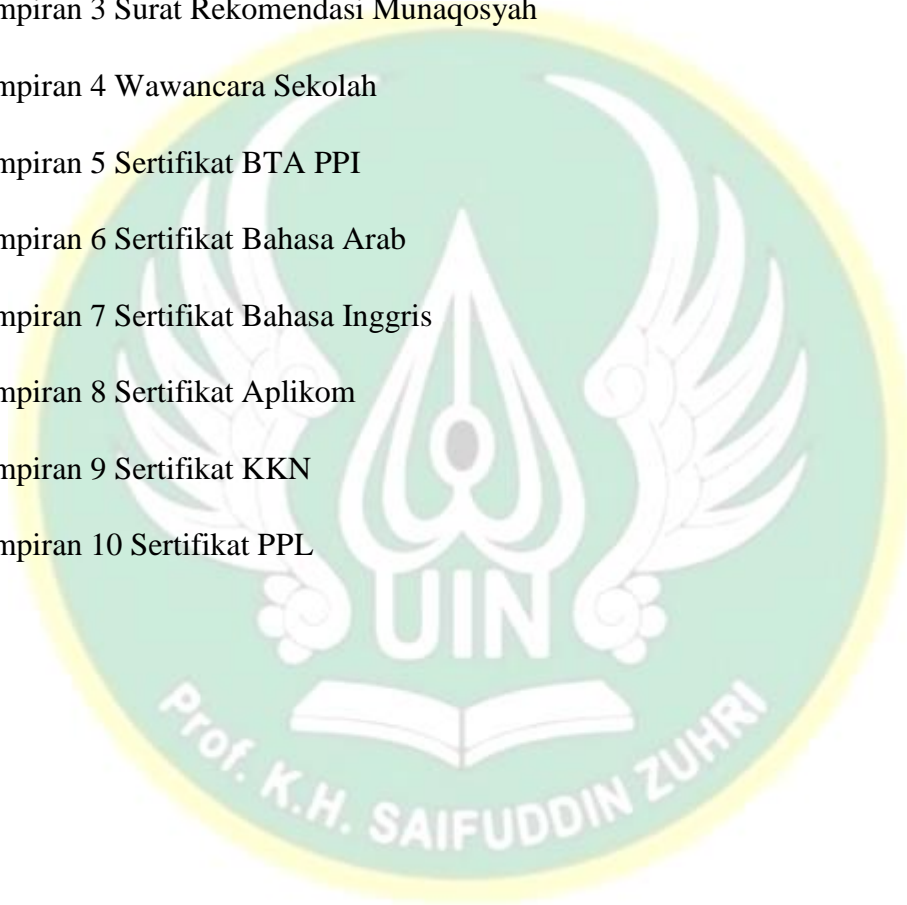 mpiran 3 Surat Rekomendasi Munaqosyah
mpiran 4 Wawancara Sekolah
mpiran 5 Sertifikat BTA PPI
mpiran 6 Sertifikat Bahasa Arab
mpiran 7 Sertifikat Bahasa Inggris
mpiran 8 Sertifikat Aplikom
mpiran 9 Sertifikat KKN
mpiran 10 Sertifikat PPL
UIN
Prof. K.H. SAIFUDDIN ZUHRI